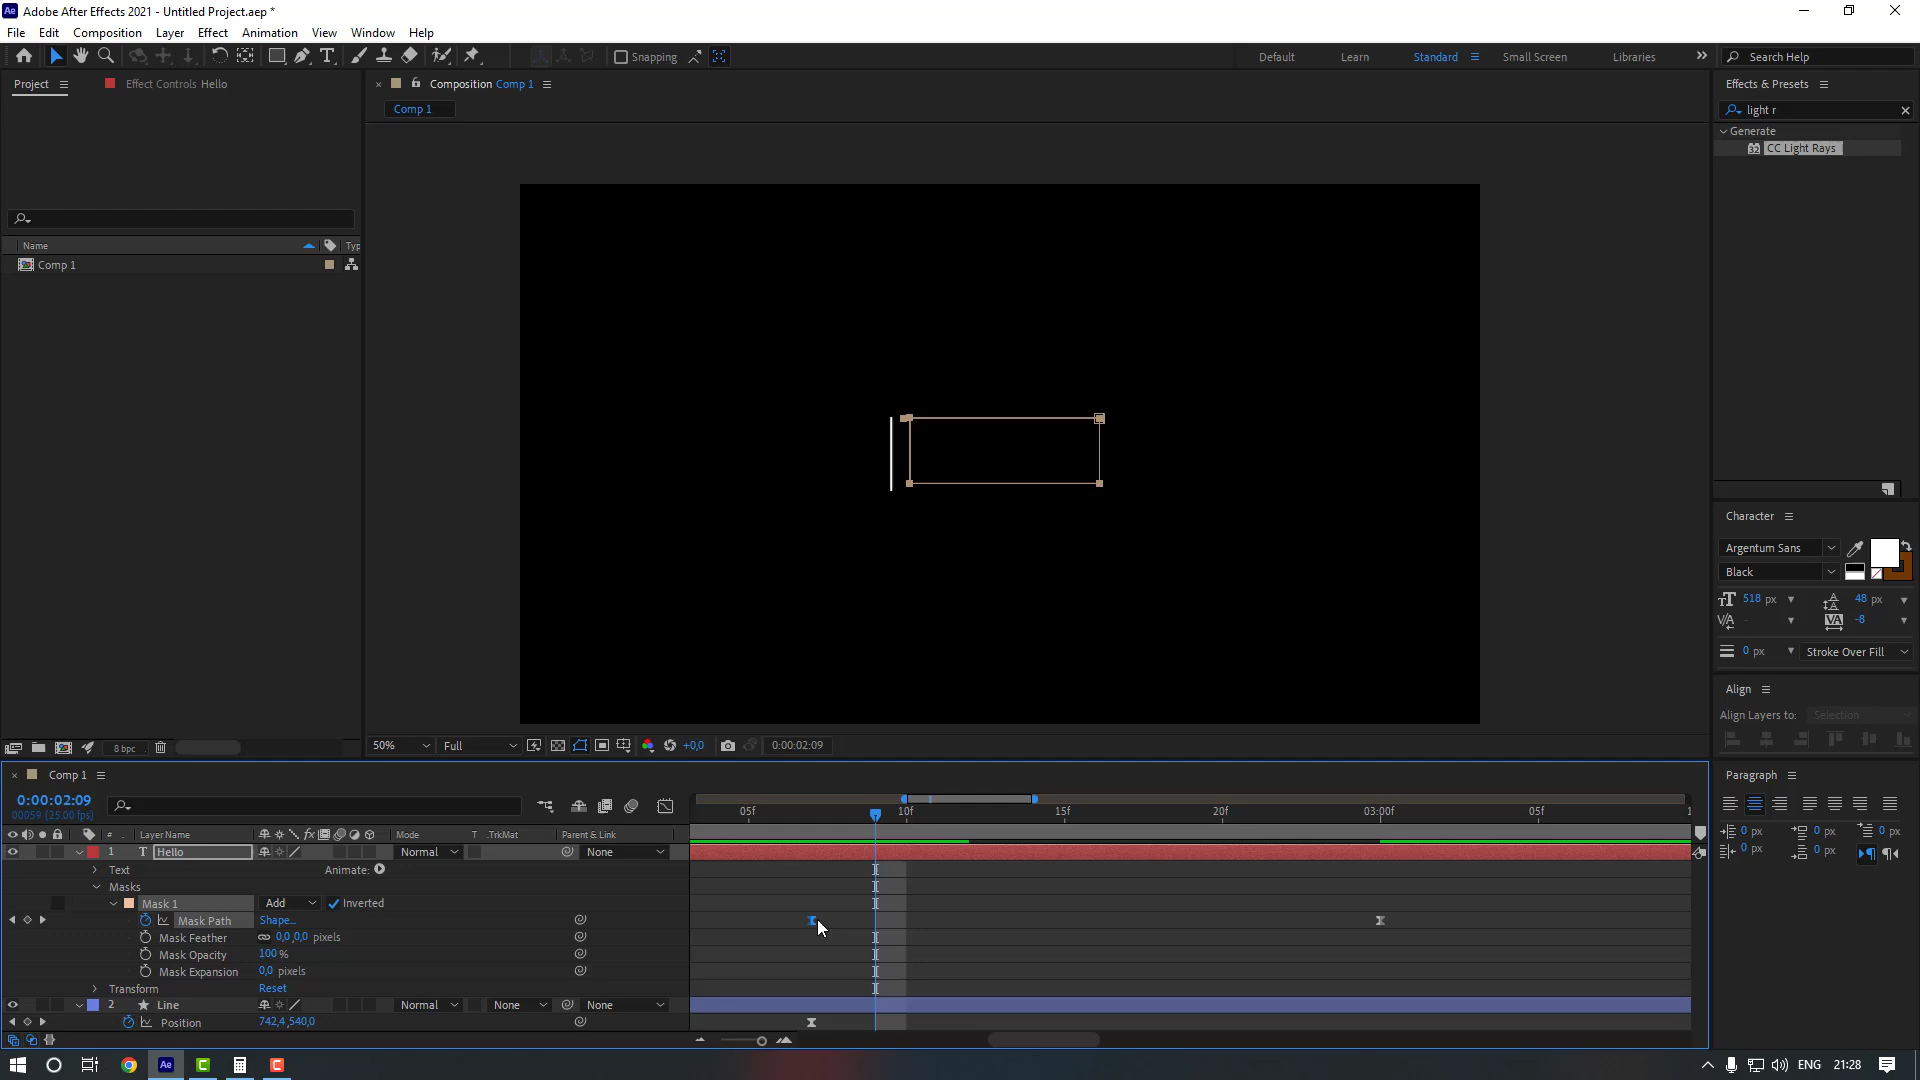 Adobe After Effects 2021 - Untitled Project.aep *
File Edit Composition Layer Effect Animation View Window Help
Snapping
Default Learn Standard Small Screen Libraries
Search Help
Project
Effect Controls Hello
Composition Comp 1
Comp 1
Effects & Presets
light r
Generate
CC Light Rays
Name
Typ
Comp 1
Character
Argentum Sans
Black
518 px
48 px
-
-8
0 px
Stroke Over Fill
Align
Align Layers to: Selection
8 bpc
50%
Full
+0,0
0:00:02:09
Paragraph
0 px 0 px 0 px
0 px 0 px
Comp 1
0:00:02:09
00059 (25.00 fps)
05f 10f 15f 20f 03:00f 05f 1
# Layer Name Mode T .TrkMat Parent & Link
1 T Hello Normal None
Text Animate:
Masks
Mask 1 Add Inverted
Mask Path Shape...
Mask Feather 0,0 ,0,0 pixels
Mask Opacity 100 %
Mask Expansion 0,0 pixels
Transform Reset
2 Line Normal None None
Position 742,4 ,540,0
ENG 21:28